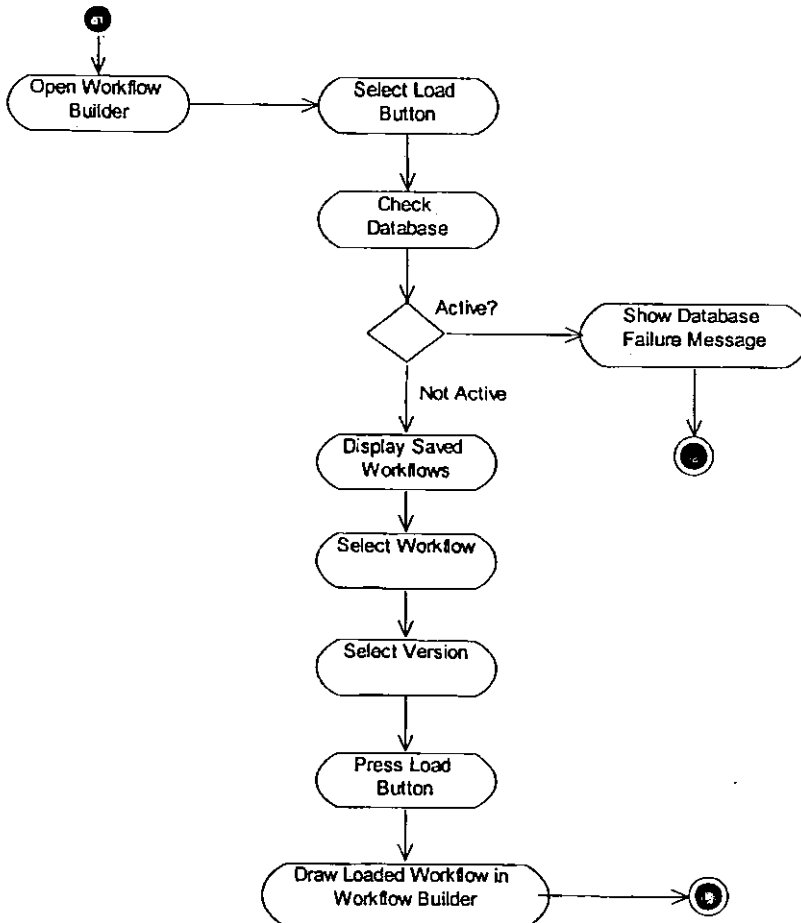 Open Workflow
Builder
Select Load
Button
Check
Database
Active?
Show Database
Failure Message
Not Active
Display Saved
Workflows
Select Workflow
Select Version
Press Load
Button
Draw Loaded Workflow in
Workflow Builder